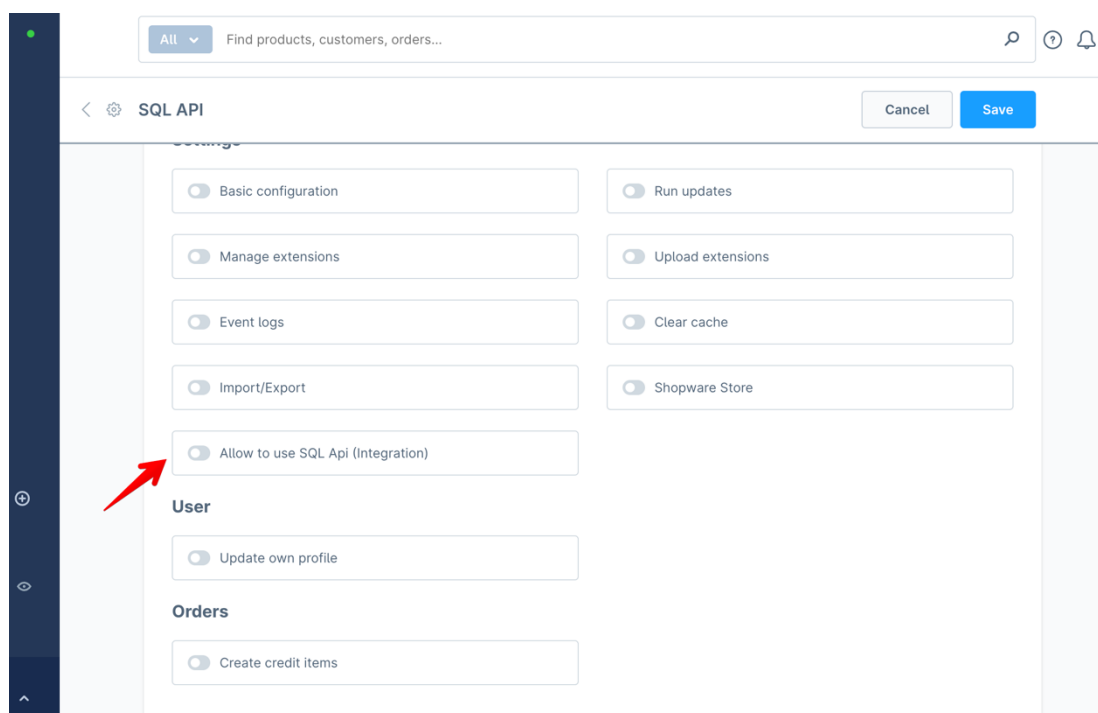 All
Find products, customers, orders...
SQL API
Cancel
Save
Settings
Basic configuration
Run updates
Manage extensions
Upload extensions
Event logs
Clear cache
Import/Export
Shopware Store
Allow to use SQL Api (Integration)
User
Update own profile
Orders
Create credit items